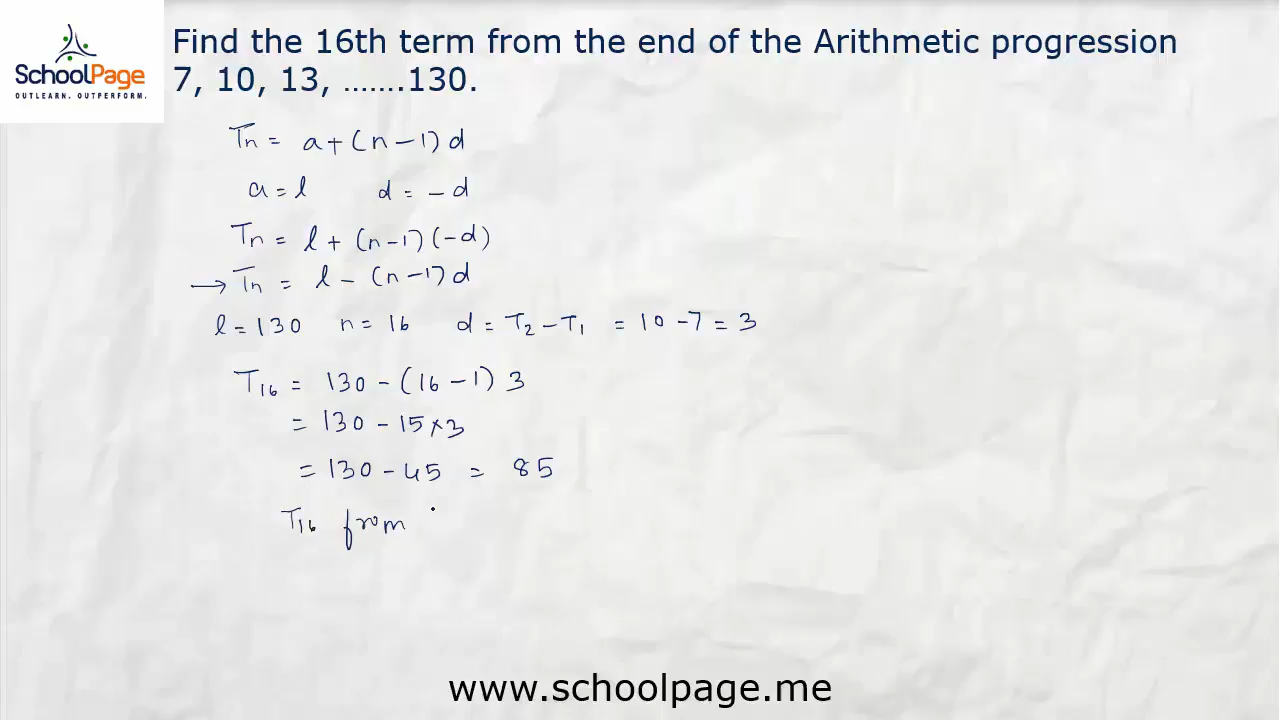 SchoolPage
OUTLEARN. OUTPERFORM.
Find the 16th term from the end of the Arithmetic progression
7, 10, 13, …….130.
Tn = a + (n - 1) d
a = l d = - d
Tn = l + (n - 1) (-d)
→ Tn = l - (n - 1) d
l = 130 n = 16 d = T2 - T1 = 10 - 7 = 3
T16 = 130 - (16 - 1) 3
= 130 - 15 × 3
= 130 - 45 = 85
T16 from
www.schoolpage.me